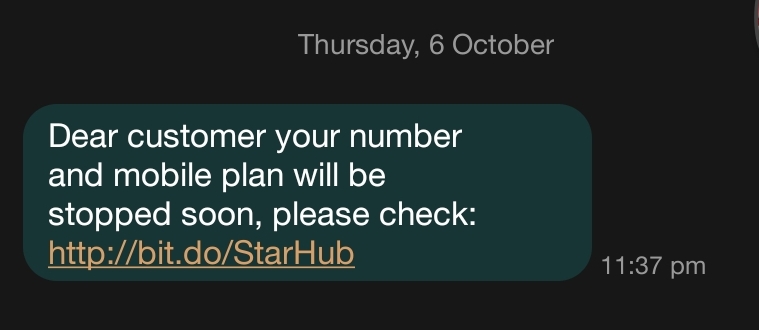 Thursday, 6 October
Dear customer your number
and mobile plan will be
stopped soon, please check:
http://bit.do/StarHub
11:37 pm